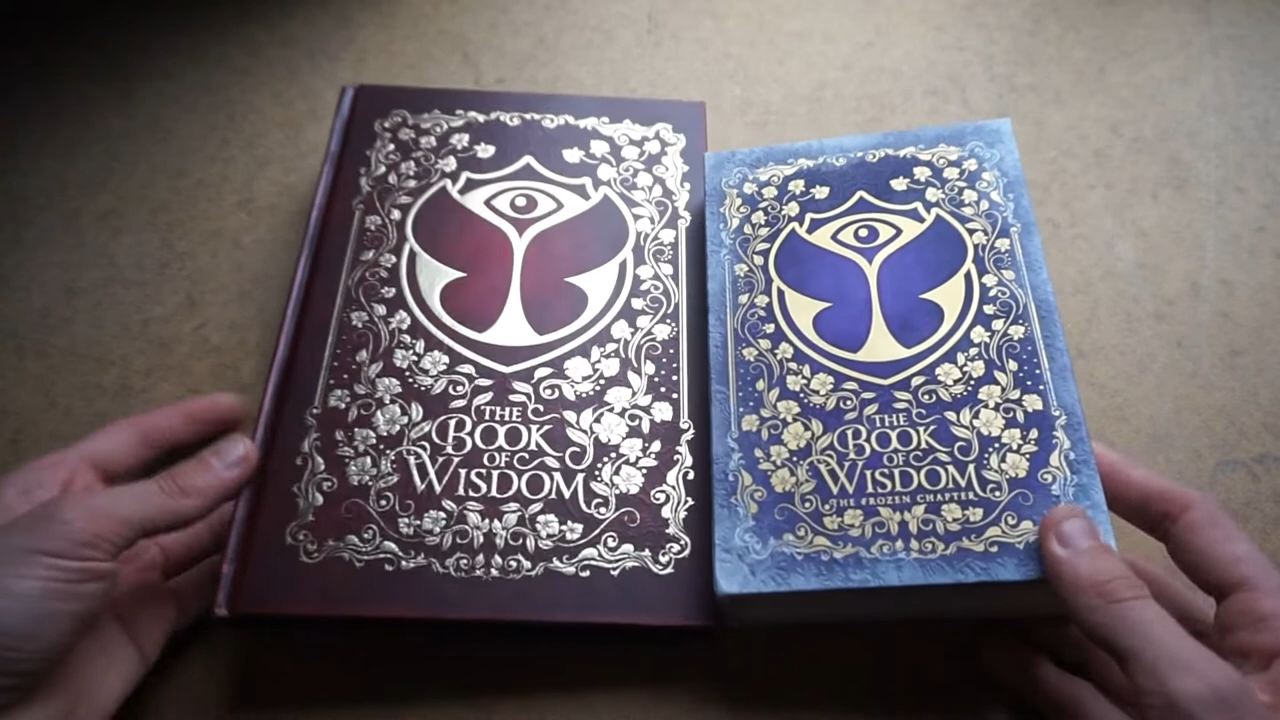 THE
BOOK
OF
WISDOM
THE
BOOK
OF
WISDOM
THE FROZEN CHAPTER